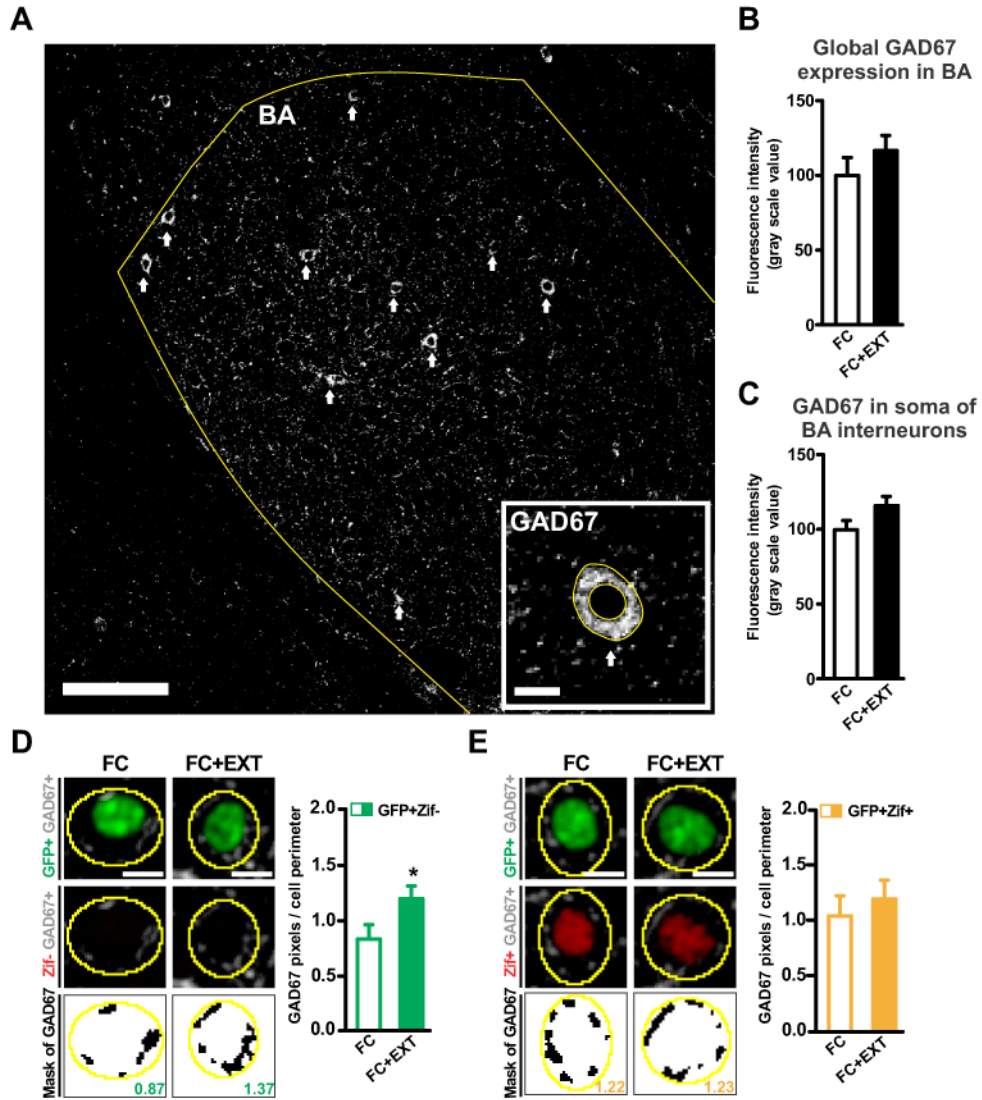 A
BA
GAD67
B
Global GAD67
expression in BA
Fluorescence intensity
(gray scale value)
150
100
50
0
FC
FC+EXT
C
GAD67 in soma of
BA interneurons
Fluorescence intensity
(gray scale value)
150
100
50
0
FC
FC+EXT
D
FC
FC+EXT
GFP+ GAD67+
Zif- GAD67+
Mask of GAD67
0.87
1.37
GAD67 pixels / cell perimeter
2.0
1.5
1.0
0.5
0.0
GFP+Zif-
*
FC
FC+EXT
E
FC
FC+EXT
GFP+ GAD67+
Zif+ GAD67+
Mask of GAD67
1.22
1.23
GAD67 pixels / cell perimeter
2.0
1.5
1.0
0.5
0.0
GFP+Zif+
FC
FC+EXT